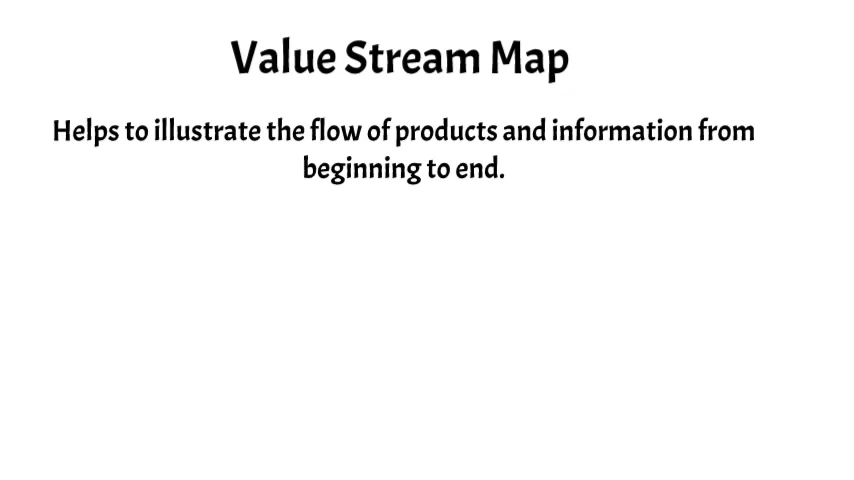 Value Stream Map
Helps to illustrate the flow of products and information from
beginning to end.